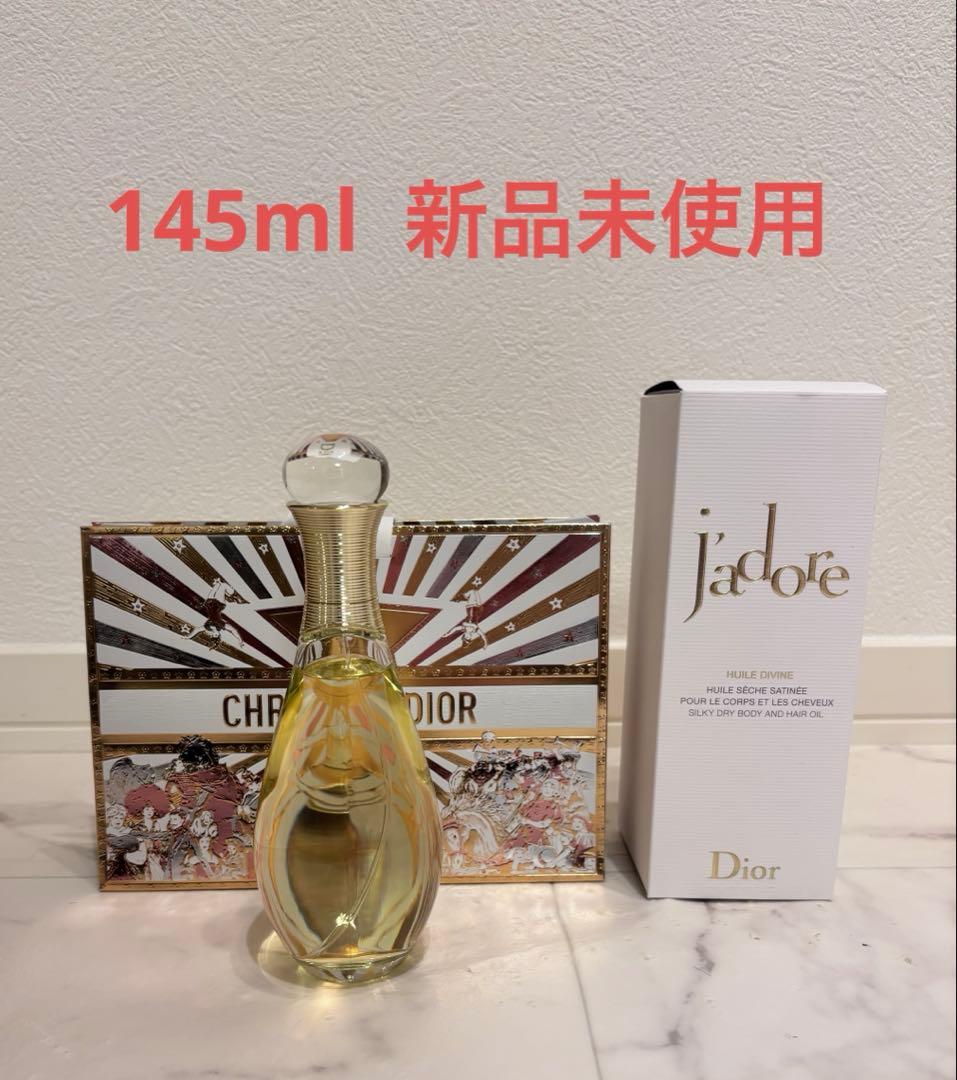 145ml 新品未使用
j'adore
HUILE DIVINE
HUILE SÈCHE SATINÉE
POUR LE CORPS ET LES CHEVEUX
SILKY DRY BODY AND HAIR OIL
CHR DIOR
Dior